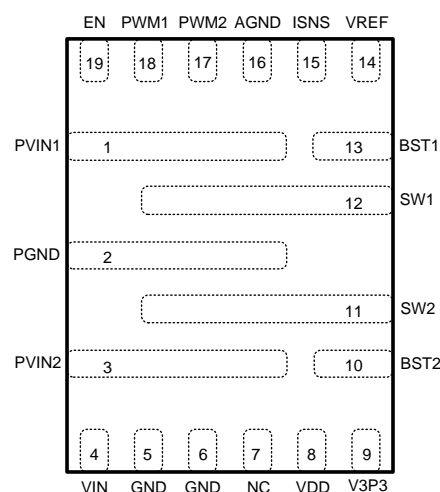 EN PWM1 PWM2 AGND ISNS VREF
19 18 17 16 15 14
PVIN1 1 13 BST1
12 SW1
PGND 2
11 SW2
PVIN2 3 10 BST2
4 5 6 7 8 9
VIN GND GND NC VDD V3P3